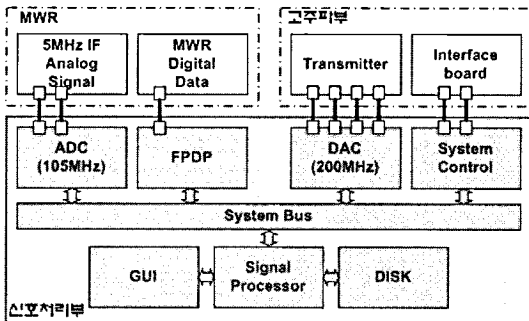 MWR
고주파부
5MHz IF
Analog
Signal
MWR
Digital
Data
Transmitter
Interface
board
ADC
(105MHz)
FPDP
DAC
(200MHz)
System
Control
System Bus
GUI
Signal
Processor
DISK
신호처리부